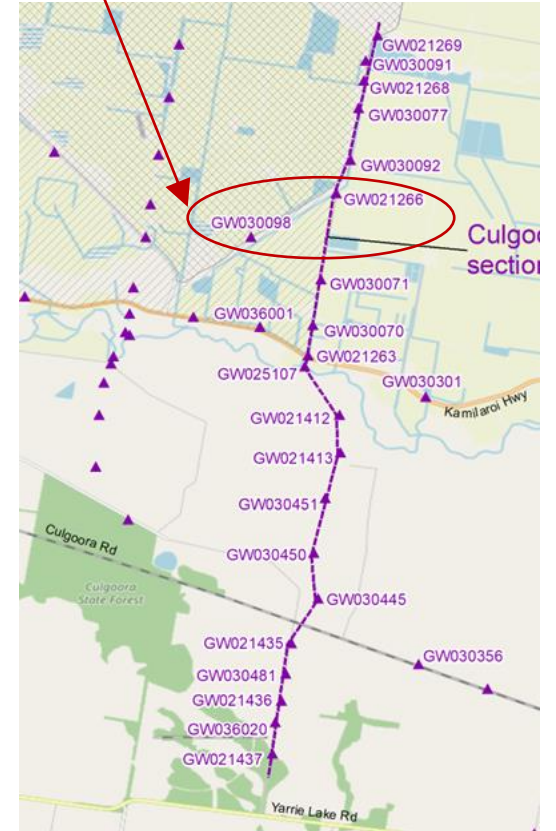 GW021269
GW030091
GW021268
GW030077
GW030092
GW021266
GW030098
section
GW030071
GW036001
GW030070
GW021263
GW025107
GW030301
Kamilaroi Hwy
GW021412
GW021413
GW030451
Culgoora Rd
GW030450
Culgoora
State Forest
GW030445
GW021435
GW030356
GW030481
GW021436
GW036020
GW021437
Yarrie Lake Rd